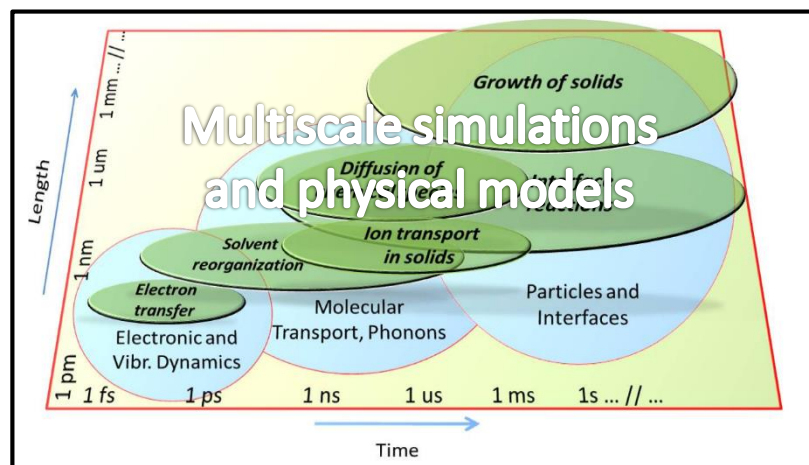 Growth of solids
Multiscale simulations
and physical models
Diffusion of
reactions
Solvent
reorganization
Ion transport
in solids
Electron
transfer
Electronic and
Vibr. Dynamics
Molecular
Transport, Phonons
Particles and
Interfaces
Length
1 pm
1 nm
1 um
1 mm ... // ...
1 fs
1 ps
1 ns
1 us
1 ms
1s ... // ...
Time